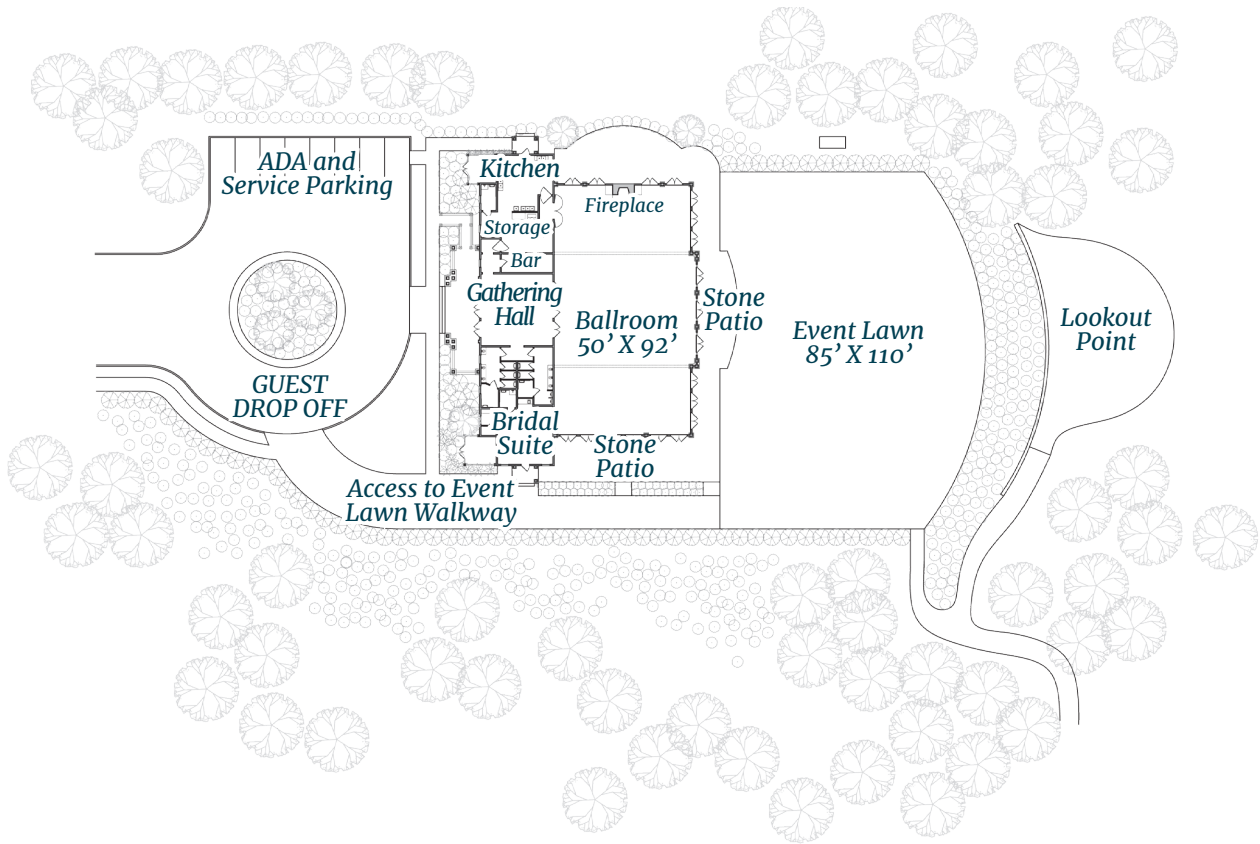 ADA and
Service Parking
Kitchen
Fireplace
Storage
Bar
Gathering
Hall
Ballroom
50’ X 92’
Stone
Patio
Event Lawn
85’ X 110’
Lookout
Point
GUEST
DROP OFF
Bridal
Suite
Stone
Patio
Access to Event
Lawn Walkway